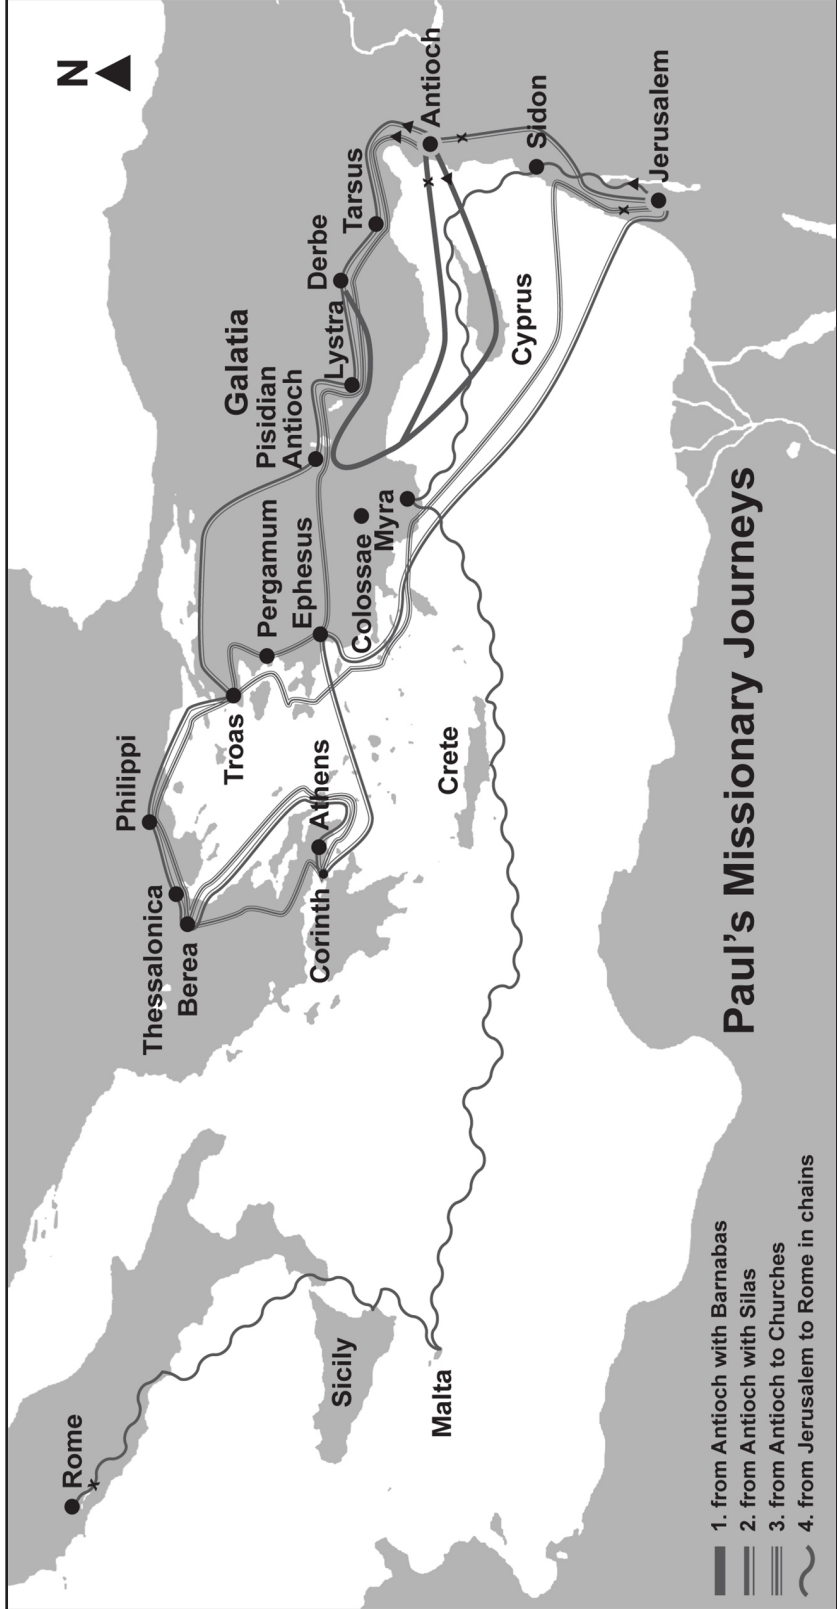 N
Rome
Sicily
Malta
Philippi
Thessalonica
Berea
Corinth
Athens
Troas
Crete
Pergamum
Ephesus
Colossae
Myra
Galatia
Pisidian
Antioch
Lystra
Derbe
Tarsus
Antioch
Cyprus
Sidon
Jerusalem
Paul's Missionary Journeys
1. from Antioch with Barnabas
2. from Antioch with Silas
3. from Antioch to Churches
4. from Jerusalem to Rome in chains